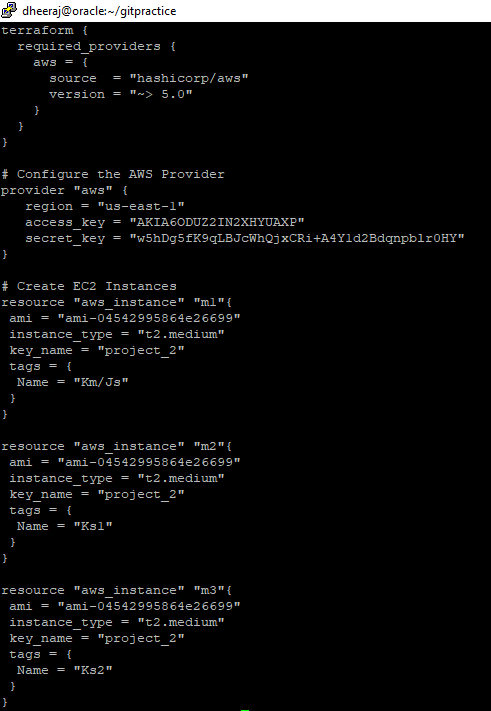 dheeraj@oracle:~/gitpractice
terraform {
  required_providers {
    aws = {
      source  = "hashicorp/aws"
      version = "~> 5.0"
    }
  }
}

# Configure the AWS Provider
provider "aws" {
   region = "us-east-1"
   access_key =
   secret_key =
}

# Create EC2 Instances
resource "aws_instance" "m1"{
 ami = "ami-04542995864e26699"
 instance_type = "t2.medium"
 key_name = "project_2"
 tags = {
  Name = "Km/Js"
 }
}

resource "aws_instance" "m2"{
 ami = "ami-04542995864e26699"
 instance_type = "t2.medium"
 key_name = "project_2"
 tags = {
  Name = "Ks1"
 }
}

resource "aws_instance" "m3"{
 ami = "ami-04542995864e26699"
 instance_type = "t2.medium"
 key_name = "project_2"
 tags = {
  Name = "Ks2"
 }
}